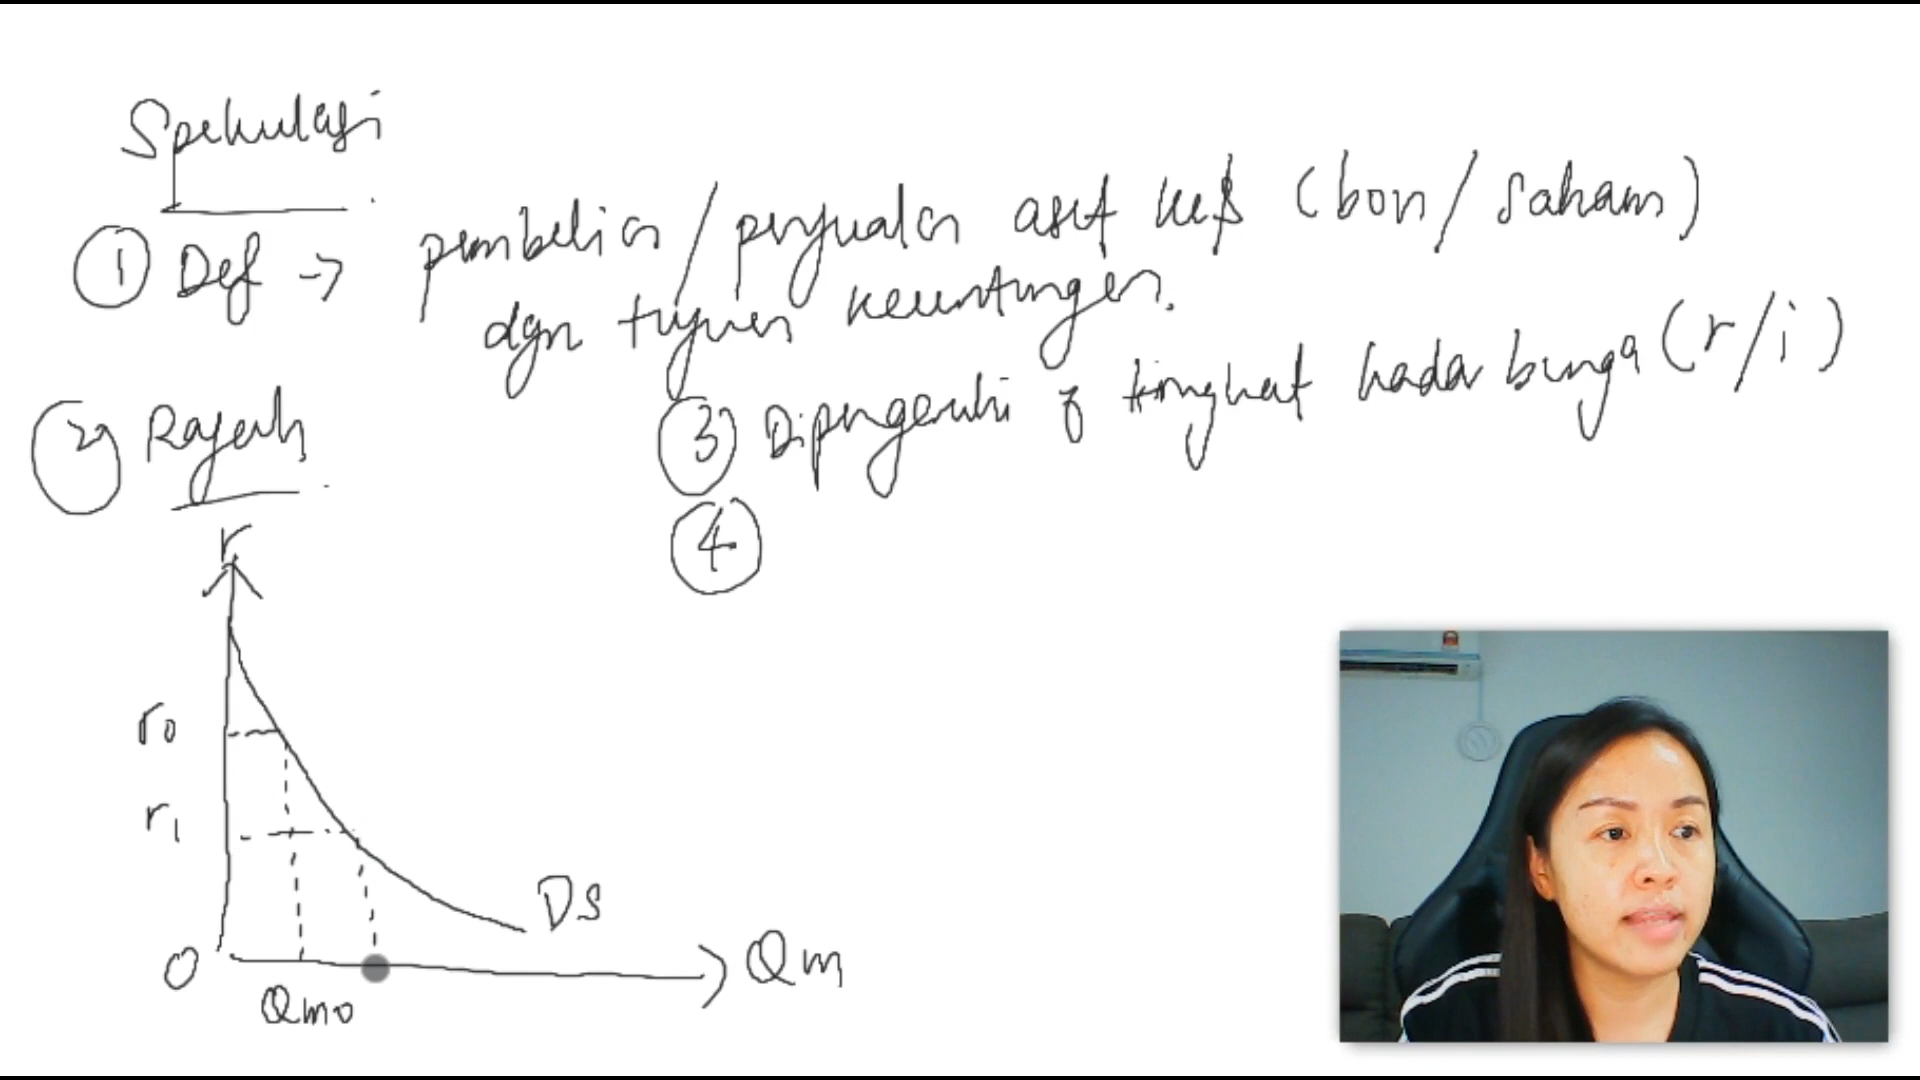 Spekulasi
① Def → pembelian / penjualan aset kew (bon / saham)
dgn tujuan keuntungan.
② Rajah
③ Dipengaruhi tingkat kadar bunga (r/i)
④
r
r0
r1
DS
0
Qm
Qm0